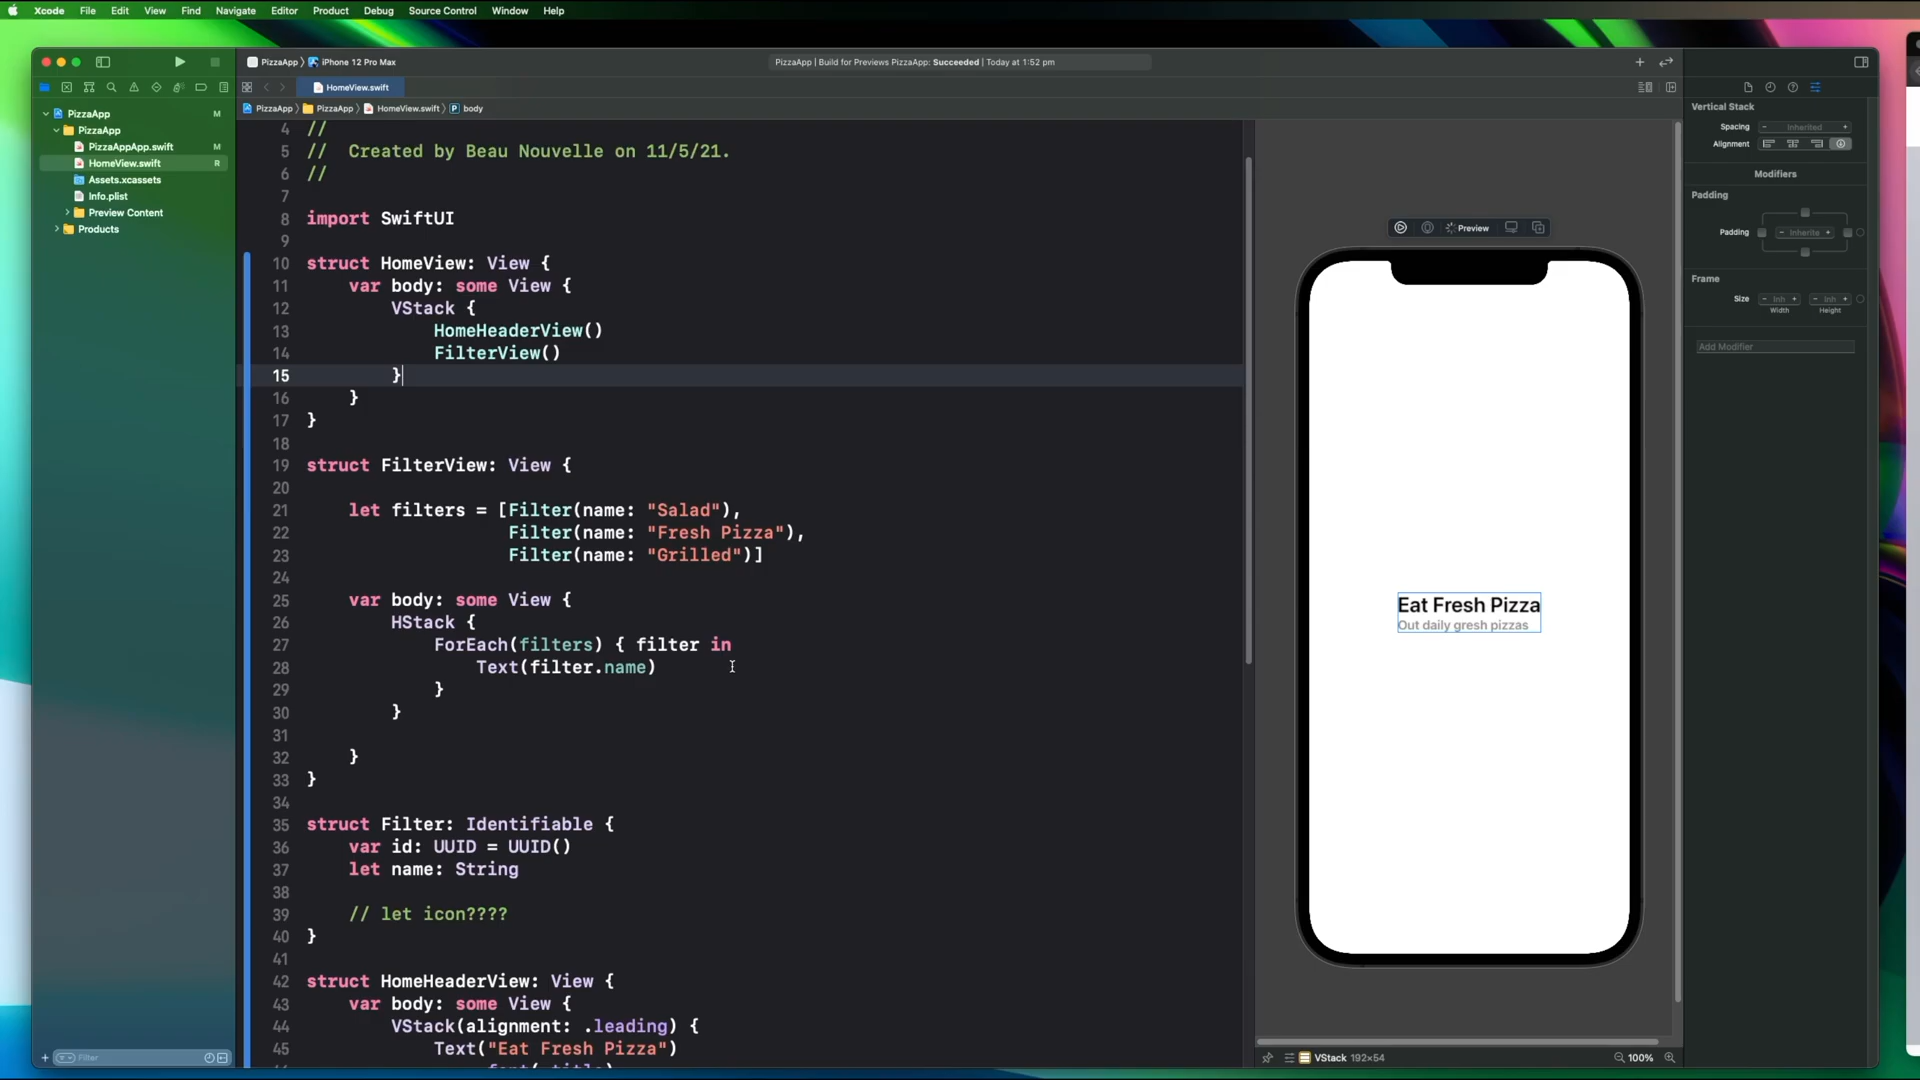 Xcode File Edit View Find Navigate Editor Product Debug Source Control Window Help
PizzaApp iPhone 12 Pro Max
PizzaApp | Build for Previews PizzaApp: Succeeded | Today at 1:52 pm
HomeView.swift
PizzaApp PizzaApp HomeView.swift P body
PizzaApp M
PizzaApp
PizzaAppApp.swift M
HomeView.swift R
Assets.xcassets
Info.plist
Preview Content
Products
Filter
4 //
5 //  Created by Beau Nouvelle on 11/5/21.
6 //
7
8 import SwiftUI
9
10 struct HomeView: View {
11     var body: some View {
12         VStack {
13             HomeHeaderView()
14             FilterView()
15         }
16     }
17 }
18
19 struct FilterView: View {
20
21     let filters = [Filter(name: "Salad"),
22                    Filter(name: "Fresh Pizza"),
23                    Filter(name: "Grilled")]
24
25     var body: some View {
26         HStack {
27             ForEach(filters) { filter in
28                 Text(filter.name)
29             }
30         }
31
32     }
33 }
34
35 struct Filter: Identifiable {
36     var id: UUID = UUID()
37     let name: String
38
39     // let icon????
40 }
41
42 struct HomeHeaderView: View {
43     var body: some View {
44         VStack(alignment: .leading) {
45             Text("Eat Fresh Pizza")
Preview
Eat Fresh Pizza
Out daily gresh pizzas
VStack 192×54
100%
Vertical Stack
Spacing − Inherited +
Alignment
Modifiers
Padding
Padding − Inherite +
Frame
Size − Inh + − Inh +
Width Height
Add Modifier